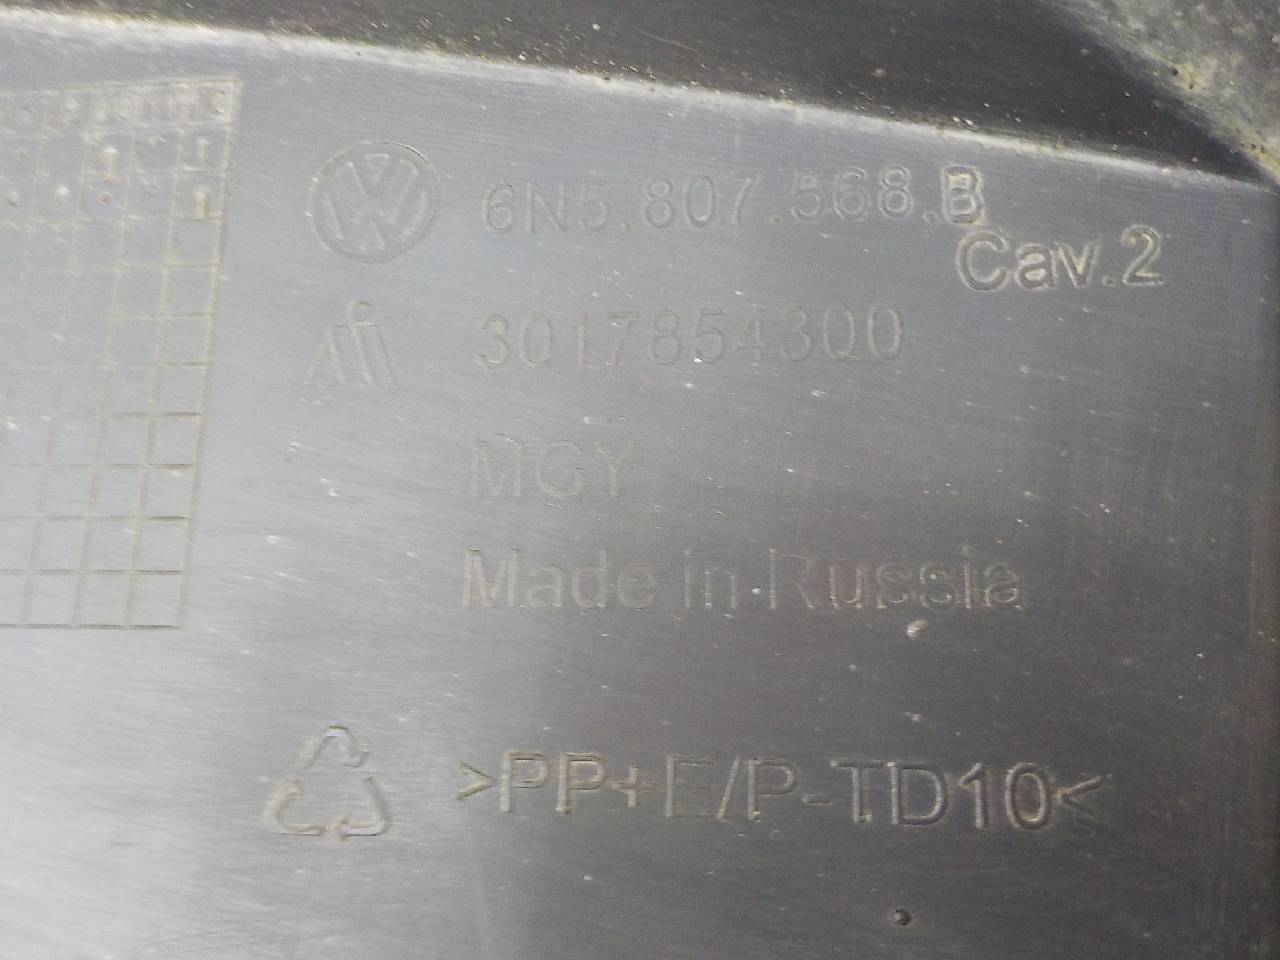 6N5.807.568.B
Cav.2
3017854300
MGY
Made in Russia
>PP+E/P-TD10<